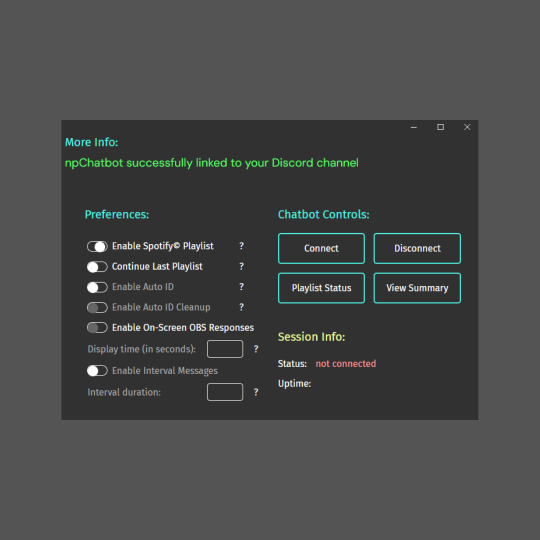 More Info:
npChatbot successfully linked to your Discord channel
Preferences:
Enable Spotify© Playlist ?
Continue Last Playlist ?
Enable Auto ID ?
Enable Auto ID Cleanup ?
Enable On-Screen OBS Responses
Display time (in seconds): ?
Enable Interval Messages
Interval duration: ?
Chatbot Controls:
Connect Disconnect
Playlist Status View Summary
Session Info:
Status: not connected
Uptime: